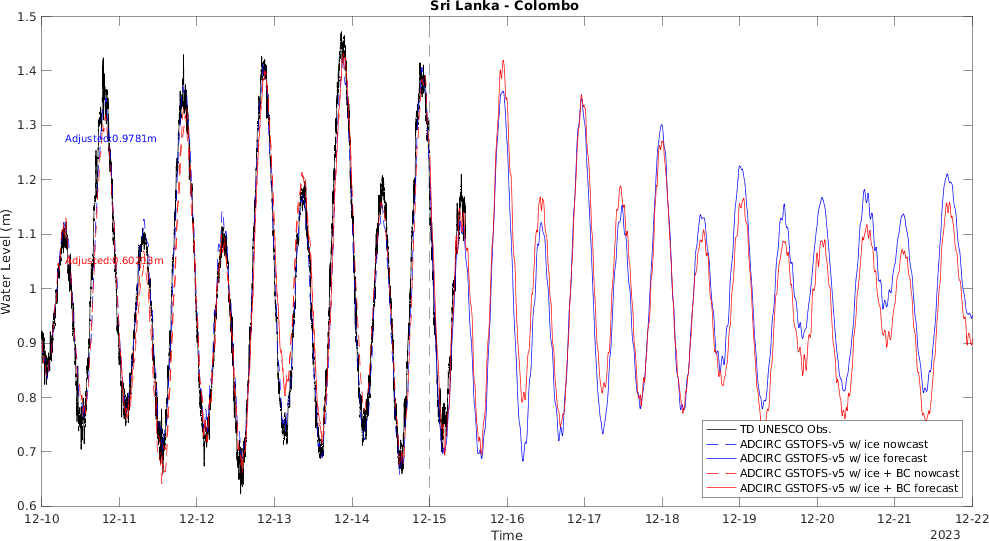 Sri Lanka - Colombo
Water Level (m)
1.5
1.4
1.3
1.2
1.1
1
0.9
0.8
0.7
0.6
Adjusted:0.9781m
TD UNESCO Obs.
ADCIRC GSTOFS-v5 w/ ice nowcast
ADCIRC GSTOFS-v5 w/ ice forecast
ADCIRC GSTOFS-v5 w/ ice + BC nowcast
ADCIRC GSTOFS-v5 w/ ice + BC forecast
12-10 12-11 12-12 12-13 12-14 12-15 12-16 12-17 12-18 12-19 12-20 12-21 12-22
Time
2023